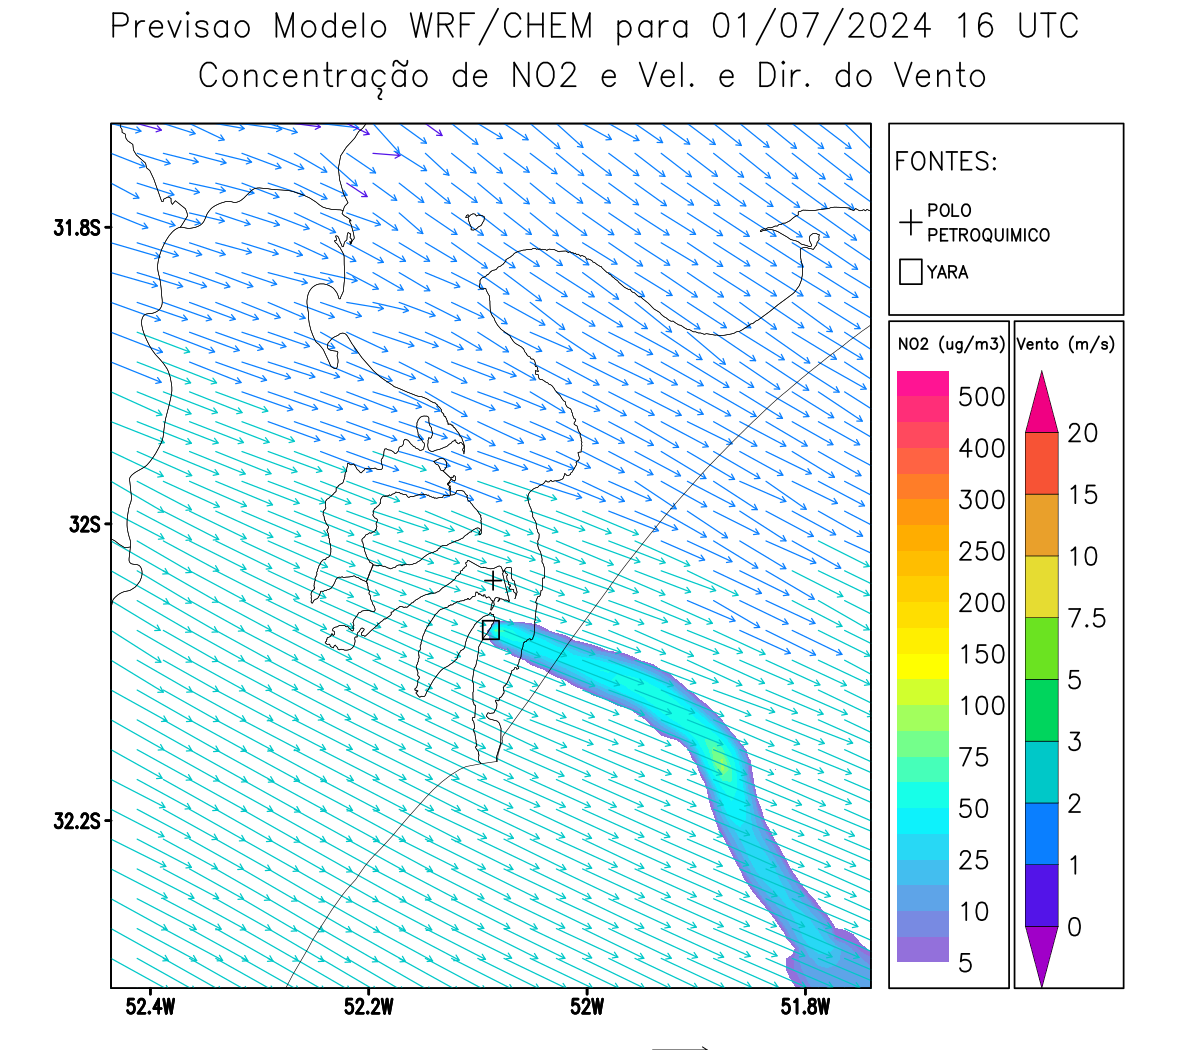 Previsao Modelo WRF/CHEM para 01/07/2024 16 UTC
Concentração de NO2 e Vel. e Dir. do Vento
FONTES:
POLO
PETROQUIMICO
YARA
NO2 (ug/m3)
500
400
300
250
200
150
100
75
50
25
10
5
Vento (m/s)
20
15
10
7.5
5
3
2
1
0
31.8S
32S
32.2S
52.4W
52.2W
52W
51.8W